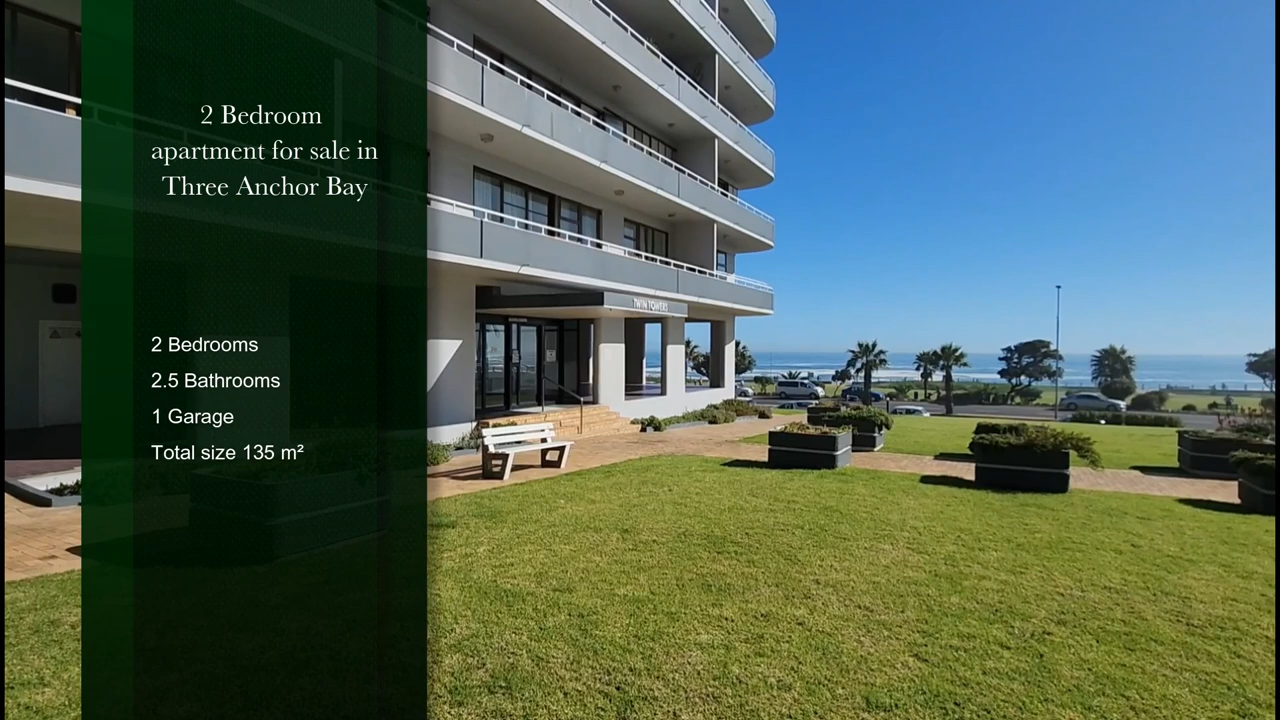 2 Bedroom
apartment for sale in
Three Anchor Bay
2 Bedrooms
2.5 Bathrooms
1 Garage
Total size 135 m²
TWIN TOWERS